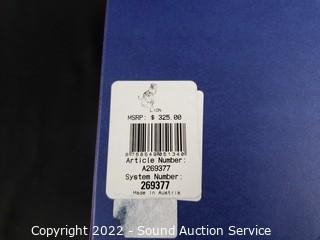 LION
MSRP: $ 325.00
Article Number:
A269377
System Number:
269377
Made in Austria
Copyright 2022 - Sound Auction Service